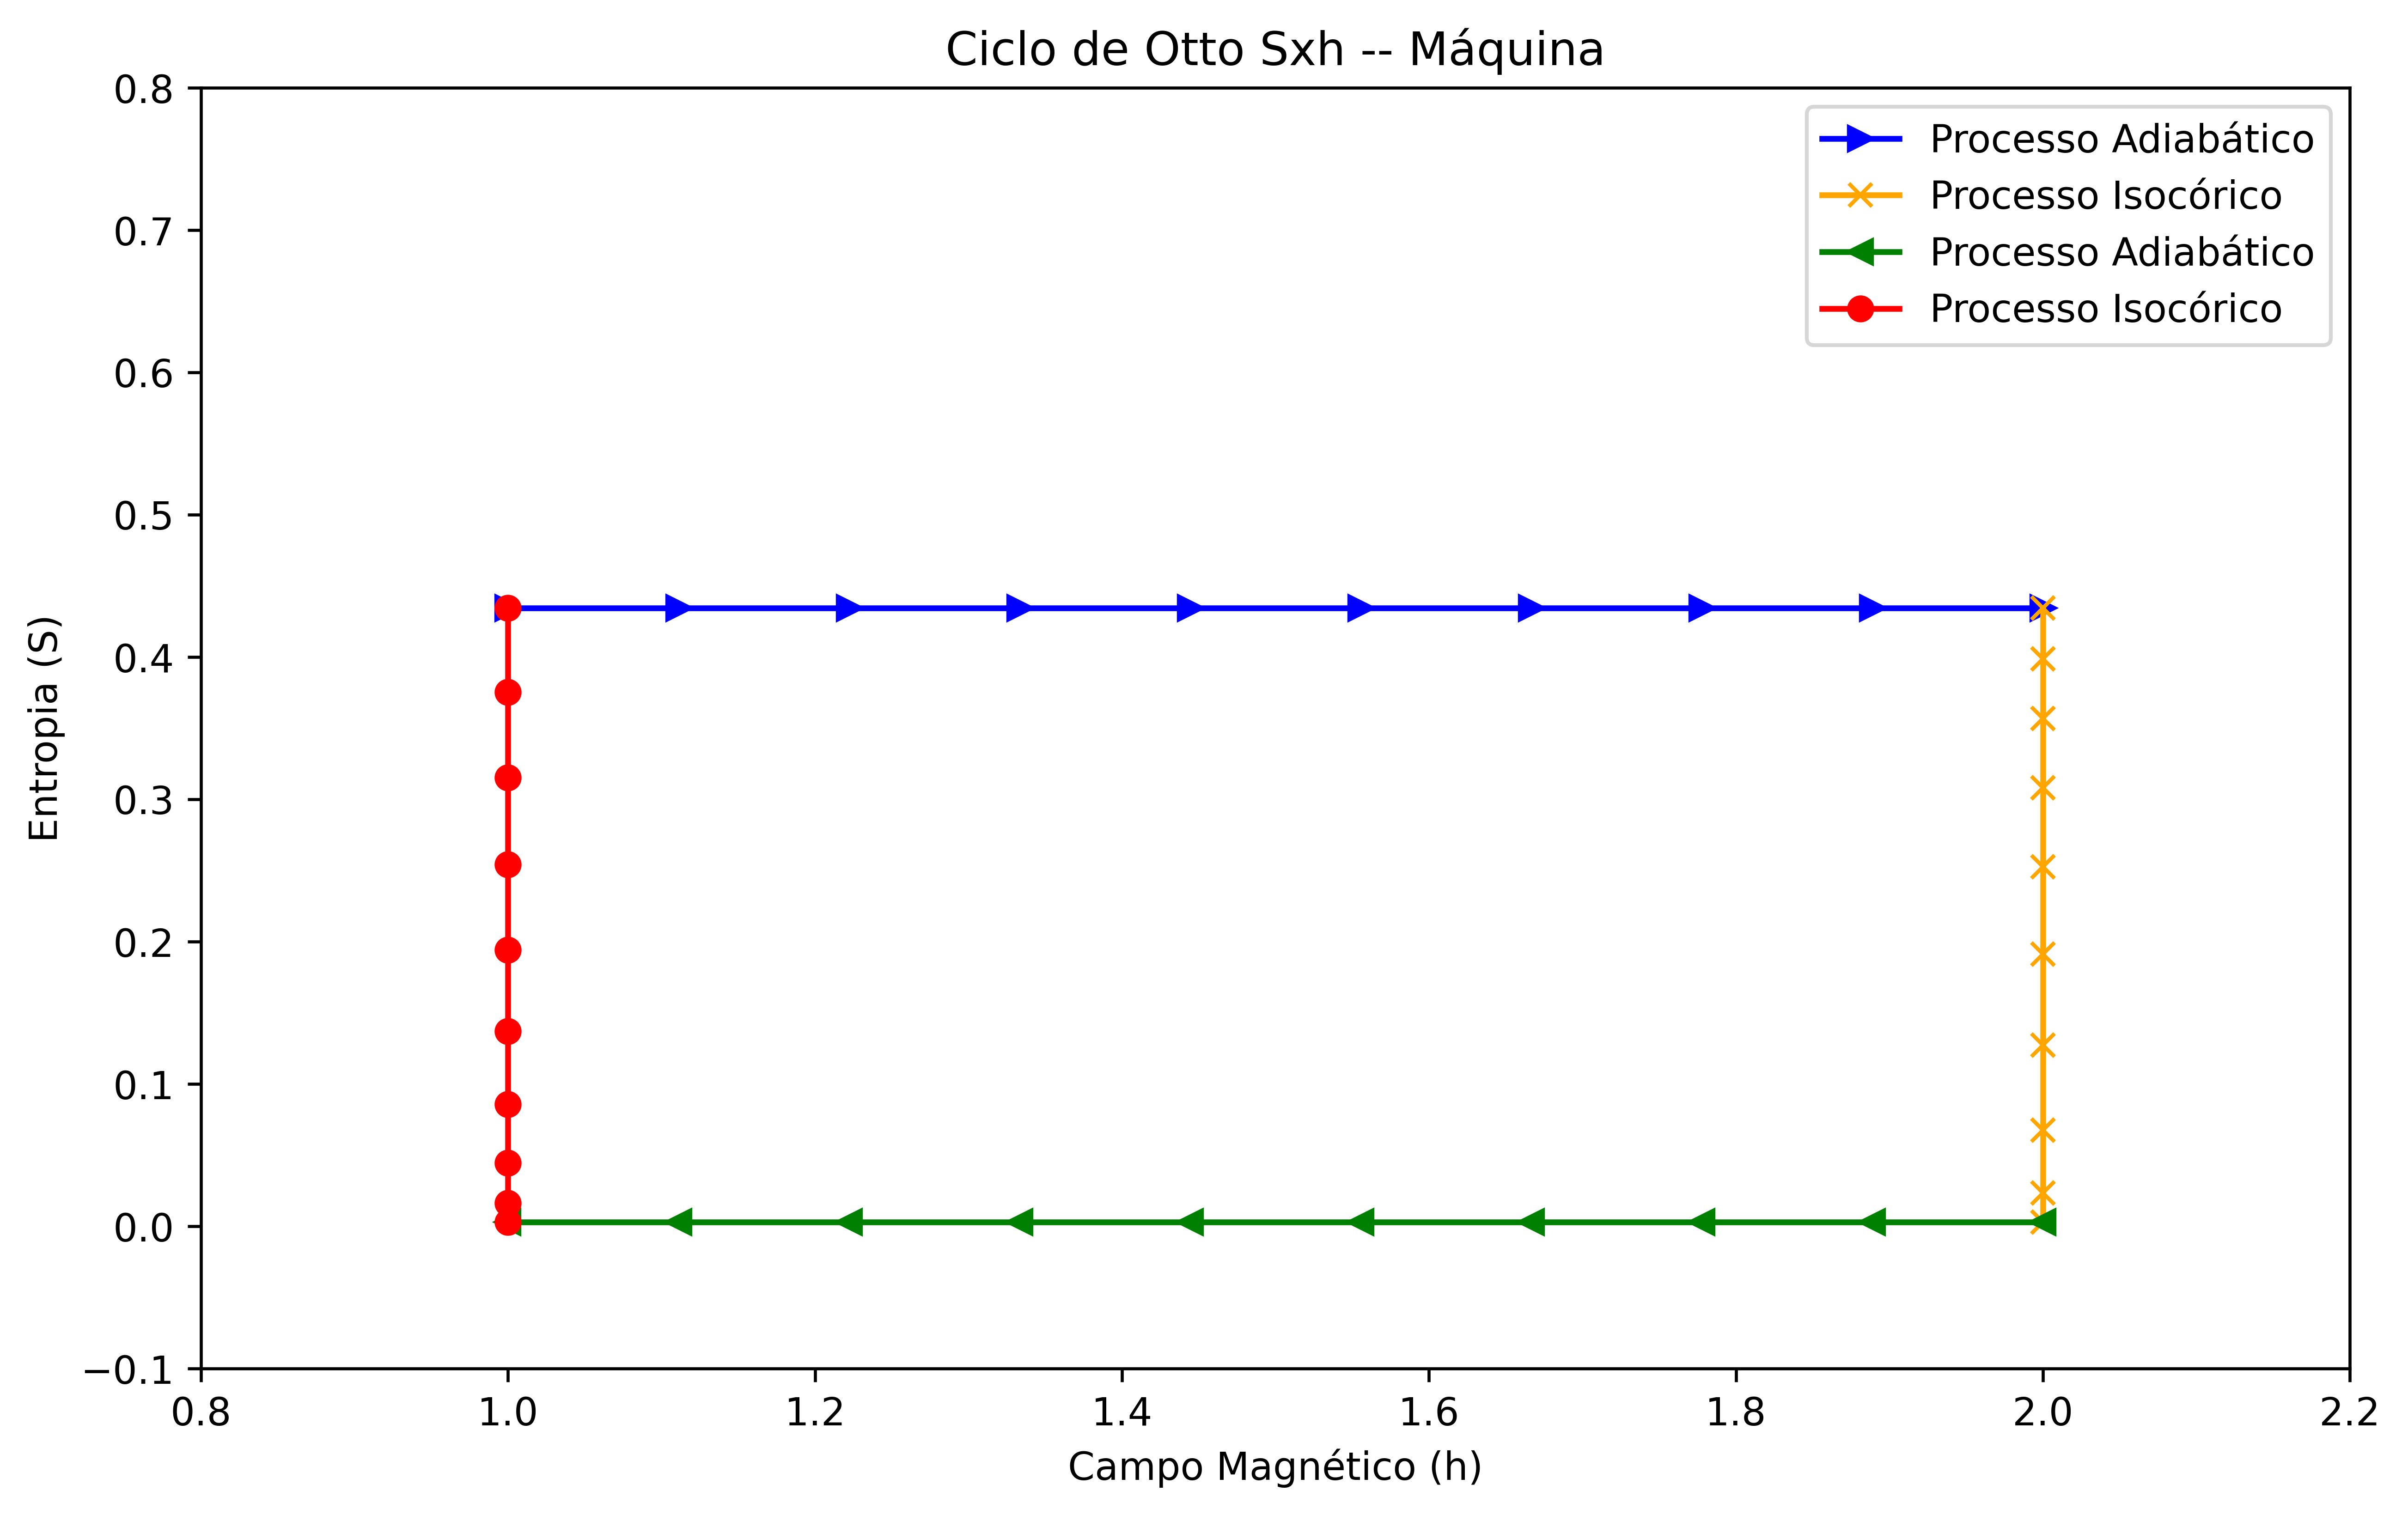 Ciclo de Otto Sxh -- Máquina
0.8
0.7
0.6
0.5
0.4
0.3
0.2
0.1
0.0
−0.1
Entropia (S)
Processo Adiabático
Processo Isocórico
Processo Adiabático
Processo Isocórico
0.8 1.0 1.2 1.4 1.6 1.8 2.0 2.2
Campo Magnético (h)